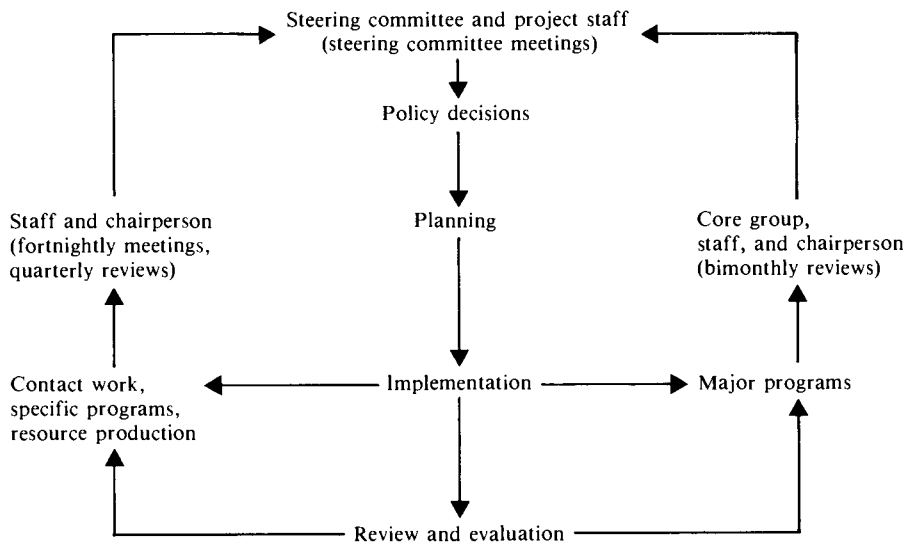 Steering committee and project staff
(steering committee meetings)
Policy decisions
Staff and chairperson
(fortnightly meetings,
quarterly reviews)
Planning
Core group,
staff, and chairperson
(bimonthly reviews)
Contact work,
specific programs,
resource production
Implementation
Major programs
Review and evaluation